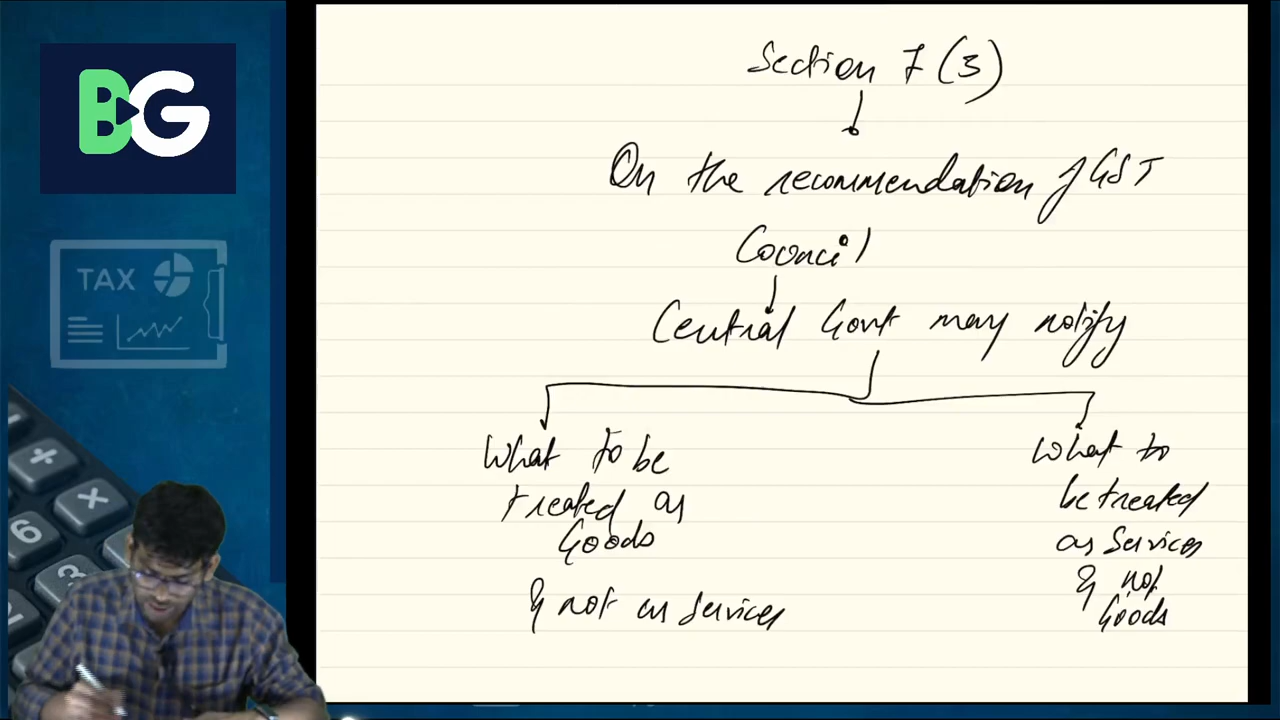 BG
TAX
Section 7 (3)
On the recommendation of GST
Council
Central Govt may notify
What to be
treated as
Goods
& not as Services
What to
be treated
as Services
& not
Goods